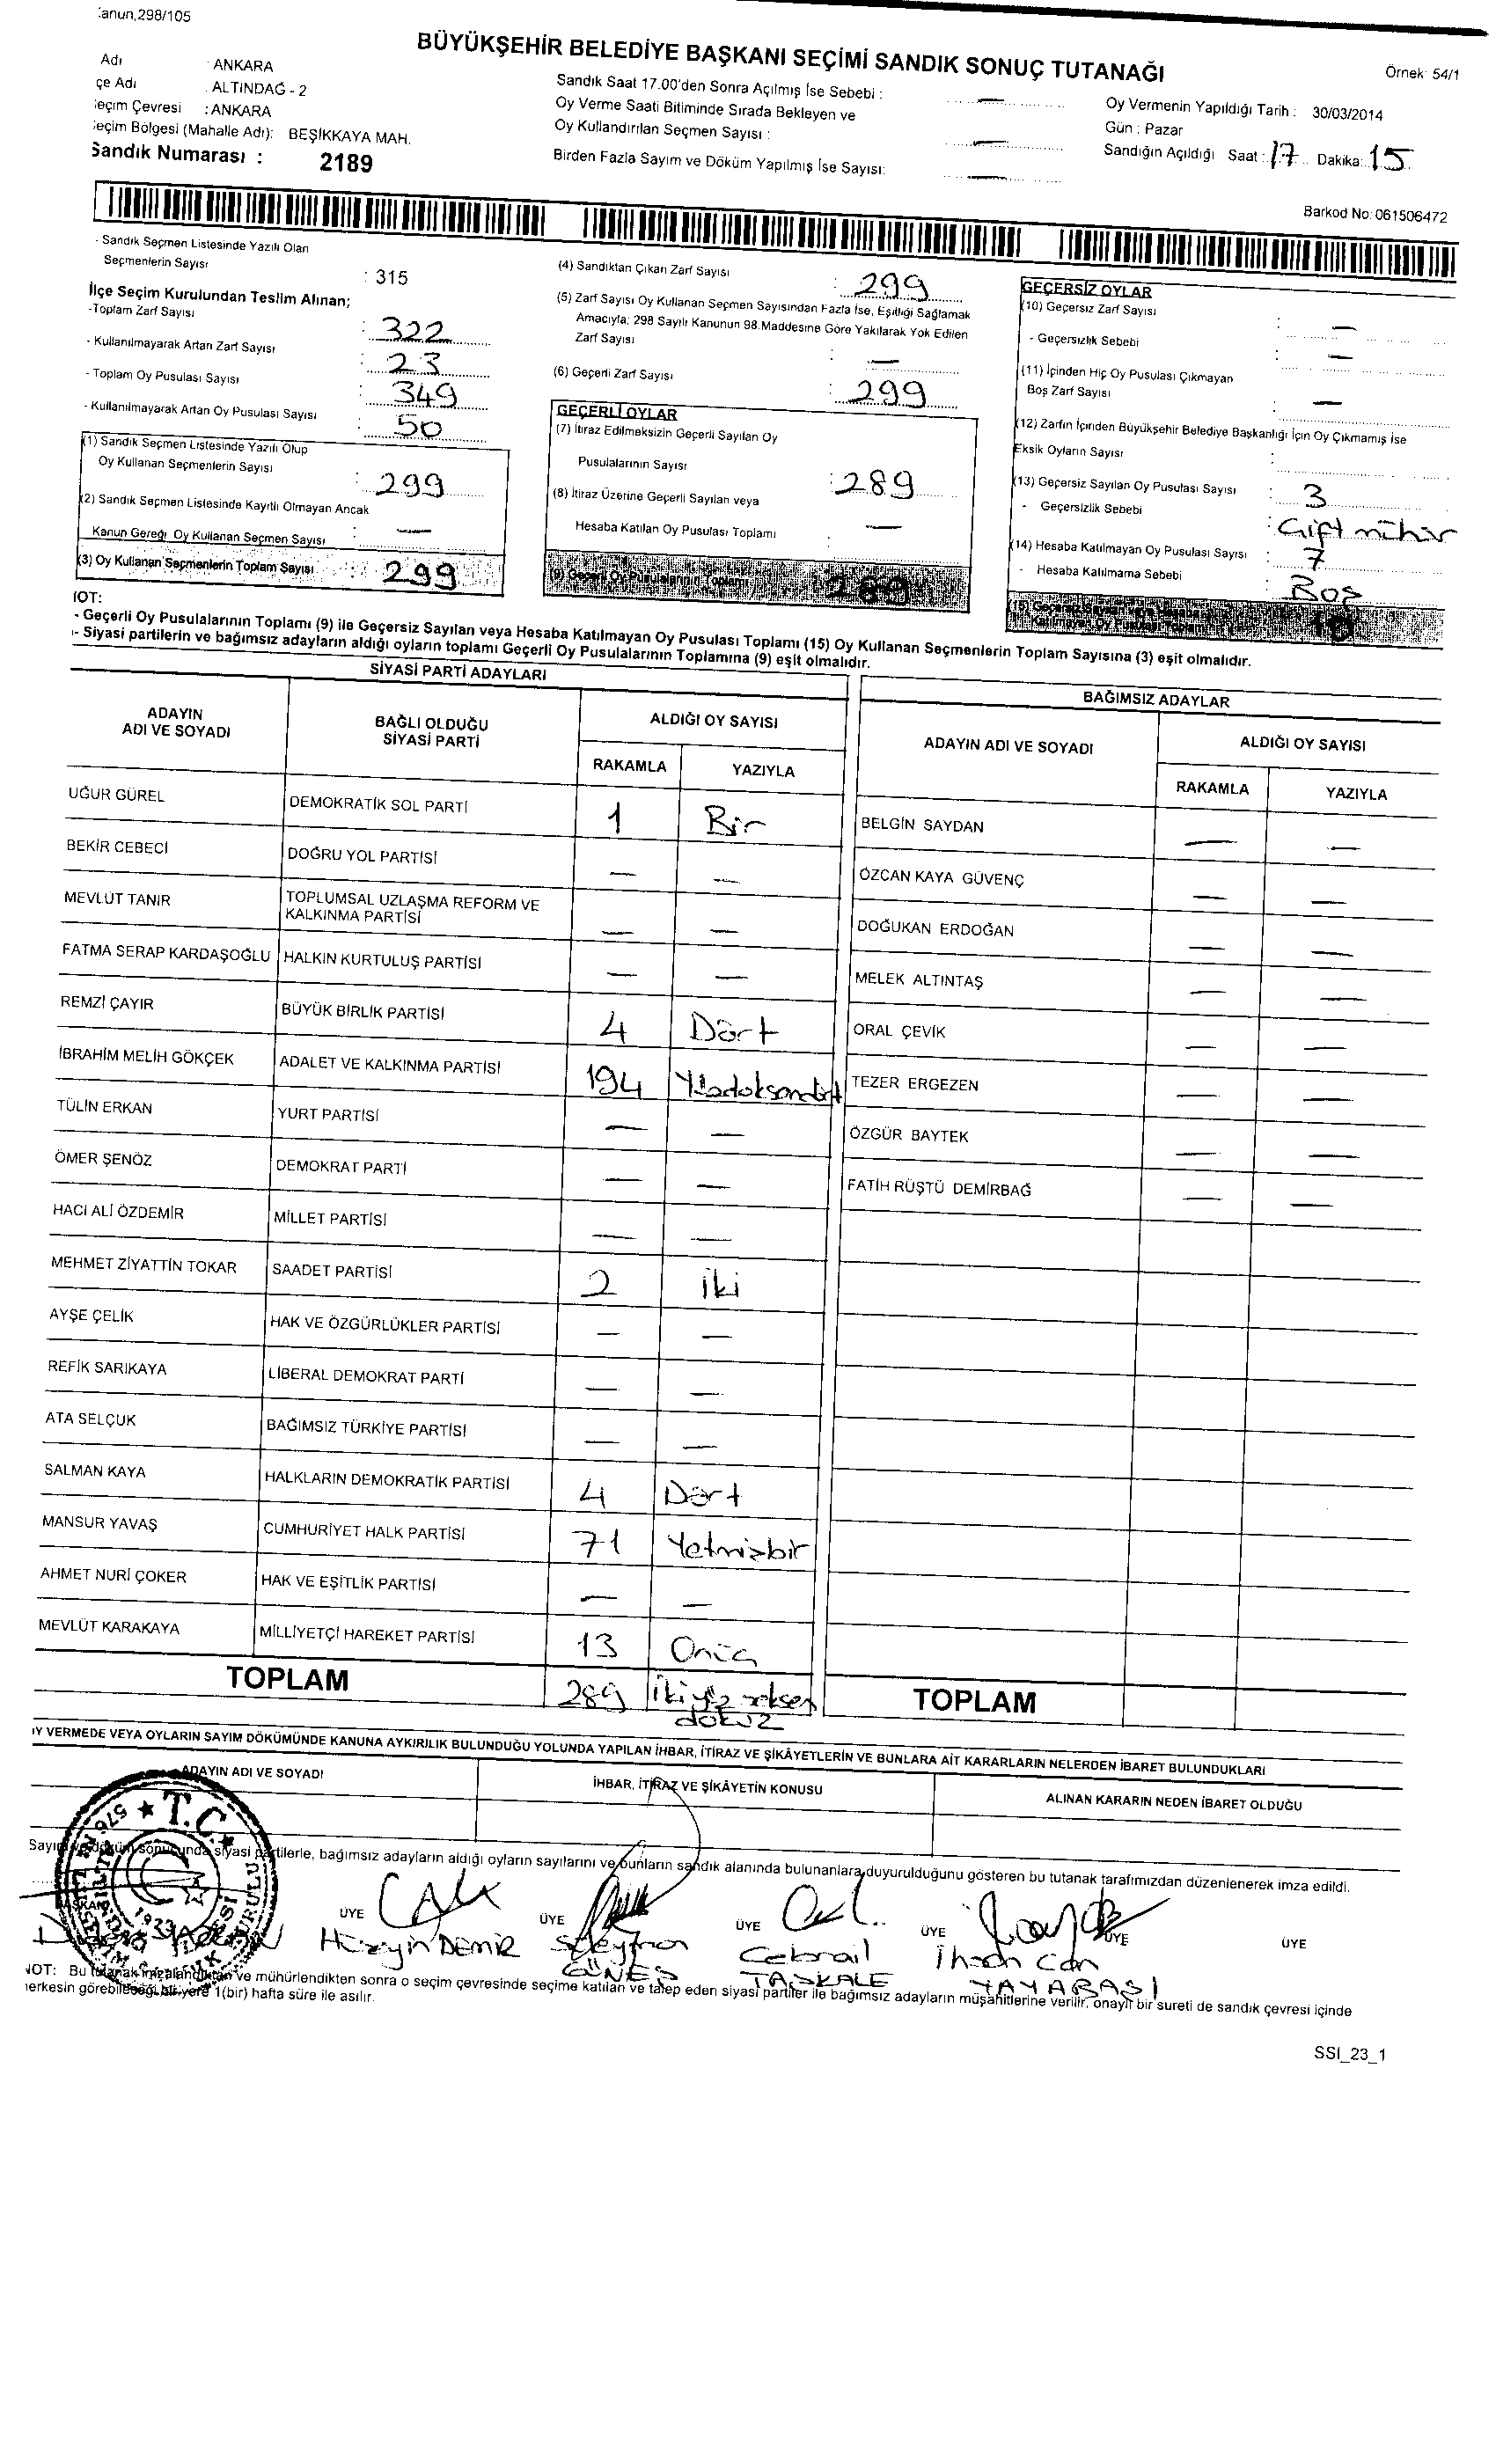 BÜYÜKŞEHİR BELEDİYE BAŞKANI SEÇİMİ SANDIK SONUÇ TUTANAĞI
Örnek: 54/1
Adı : ANKARA
ALTINDAĞ - 2
: ANKARA
BEŞİKKAYA MAH.
Sandık Numarası : 2189
Sandık Saat 17.00'den Sonra Açılmış İse Sebebi : —
Oy Verme Saati Bitiminde Sırada Bekleyen ve
Oy Kullandırılan Seçmen Sayısı : —
Birden Fazla Sayım ve Döküm Yapılmış İse Sayısı: —
Oy Vermenin Yapıldığı Tarih : 30/03/2014
Gün : Pazar
Sandığın Açıldığı Saat : 17 Dakika: 15
Barkod No: 061506472
- Sandık Seçmen Listesinde Yazılı Olan
Seçmenlerin Sayısı : 315
İlçe Seçim Kurulundan Teslim Alınan;
-Toplam Zarf Sayısı : 322
- Kullanılmayarak Artan Zarf Sayısı : 23
- Toplam Oy Pusulası Sayısı : 349
- Kullanılmayarak Artan Oy Pusulası Sayısı : 50
(1) Sandık Seçmen Listesinde Yazılı Olup
Oy Kullanan Seçmenlerin Sayısı : 299
(2) Sandık Seçmen Listesinde Kayıtlı Olmayan Ancak
Kanun Gereği Oy Kullanan Seçmen Sayısı : —
(3) Oy Kullanan Seçmenlerin Toplam Sayısı : 299
(4) Sandıktan Çıkan Zarf Sayısı : 299
(5) Zarf Sayısı Oy Kullanan Seçmen Sayısından Fazla İse, Eşitliği Sağlamak
Amacıyla; 298 Sayılı Kanunun 98.Maddesine Göre Yakılarak Yok Edilen
Zarf Sayısı : —
(6) Geçerli Zarf Sayısı : 299
GEÇERLİ OYLAR
(7) İtiraz Edilmeksizin Geçerli Sayılan Oy
Pusulalarının Sayısı : 289
(8) İtiraz Üzerine Geçerli Sayılan veya
Hesaba Katılan Oy Pusulası Toplamı : —
(9) Geçerli Oy Pusulalarının Toplamı : 289
GEÇERSİZ OYLAR
(10) Geçersiz Zarf Sayısı : —
- Geçersizlik Sebebi : —
(11) İçinden Hiç Oy Pusulası Çıkmayan
Boş Zarf Sayısı : —
(12) Zarfın İçinden Büyükşehir Belediye Başkanlığı İçin Oy Çıkmamış İse
Eksik Oyların Sayısı :
(13) Geçersiz Sayılan Oy Pusulası Sayısı : 3
- Geçersizlik Sebebi : Çift mühür
(14) Hesaba Katılmayan Oy Pusulası Sayısı : 7
- Hesaba Katılmama Sebebi : Boş
(15) Geçersiz Sayılan veya Hesaba
Katılmayan Oy Pusulası Toplamı : 10
- Geçerli Oy Pusulalarının Toplamı (9) ile Geçersiz Sayılan veya Hesaba Katılmayan Oy Pusulası Toplamı (15) Oy Kullanan Seçmenlerin Toplam Sayısına (3) eşit olmalıdır.
- Siyasi partilerin ve bağımsız adayların aldığı oyların toplamı Geçerli Oy Pusulalarının Toplamına (9) eşit olmalıdır.
SİYASİ PARTİ ADAYLARI
ADAYIN ADI VE SOYADI BAĞLI OLDUĞU SİYASİ PARTİ ALDIĞI OY SAYISI
RAKAMLA YAZIYLA
UĞUR GÜREL DEMOKRATİK SOL PARTİ 1 Bir
BEKİR CEBECİ DOĞRU YOL PARTİSİ — —
MEVLÜT TANIR TOPLUMSAL UZLAŞMA REFORM VE KALKINMA PARTİSİ — —
FATMA SERAP KARDAŞOĞLU HALKIN KURTULUŞ PARTİSİ — —
REMZİ ÇAYIR BÜYÜK BİRLİK PARTİSİ 4 Dört
İBRAHİM MELİH GÖKÇEK ADALET VE KALKINMA PARTİSİ 194
TÜLİN ERKAN YURT PARTİSİ — —
ÖMER ŞENÖZ DEMOKRAT PARTİ — —
HACI ALİ ÖZDEMİR MİLLET PARTİSİ — —
MEHMET ZİYATTİN TOKAR SAADET PARTİSİ 2 iki
AYŞE ÇELİK HAK VE ÖZGÜRLÜKLER PARTİSİ — —
REFİK SARIKAYA LİBERAL DEMOKRAT PARTİ — —
ATA SELÇUK BAĞIMSIZ TÜRKİYE PARTİSİ — —
SALMAN KAYA HALKLARIN DEMOKRATİK PARTİSİ 4 Dört
MANSUR YAVAŞ CUMHURİYET HALK PARTİSİ 71 Yetmişbir
AHMET NURİ ÇOKER HAK VE EŞİTLİK PARTİSİ — —
MEVLÜT KARAKAYA MİLLİYETÇİ HAREKET PARTİSİ 13 Onüç
TOPLAM 289 İkiyüz seksen dokuz
BAĞIMSIZ ADAYLAR
ADAYIN ADI VE SOYADI ALDIĞI OY SAYISI
RAKAMLA YAZIYLA
BELGİN SAYDAN — —
ÖZCAN KAYA GÜVENÇ — —
DOĞUKAN ERDOĞAN — —
MELEK ALTINTAŞ — —
ORAL ÇEVİK — —
TEZER ERGEZEN — —
ÖZGÜR BAYTEK — —
FATİH RÜŞTÜ DEMİRBAĞ — —
TOPLAM
VERMEDE VEYA OYLARIN SAYIM DÖKÜMÜNDE KANUNA AYKIRILIK BULUNDUĞU YOLUNDA YAPILAN İHBAR, İTİRAZ VE ŞİKÂYETLERİN VE BUNLARA AİT KARARLARIN NELERDEN İBARET BULUNDUKLARI
ADAYIN ADI VE SOYADI İHBAR, İTİRAZ VE ŞİKÂYETİN KONUSU ALINAN KARARIN NEDEN İBARET OLDUĞU
sonucunda siyasi partilerle, bağımsız adayların aldığı oyların sayılarını ve bunların sandık alanında bulunanlara duyurulduğunu gösteren bu tutanak tarafımızdan düzenlenerek imza edildi.
T.C.
1923
ÜYE ÜYE ÜYE ÜYE ÜYE ÜYE
Hüseyin DEMİR
Süleyman GÜNEŞ
Cebrail TAŞKALE
İhsan Can YAYABAŞI
Bu tutanak imzalandıktan ve mühürlendikten sonra o seçim çevresinde seçime katılan ve talep eden siyasi partiler ile bağımsız adayların müşahitlerine verilir, onaylı bir sureti de sandık çevresi içinde
herkesin görebileceği bir yere 1(bir) hafta süre ile asılır.
SSI_23_1